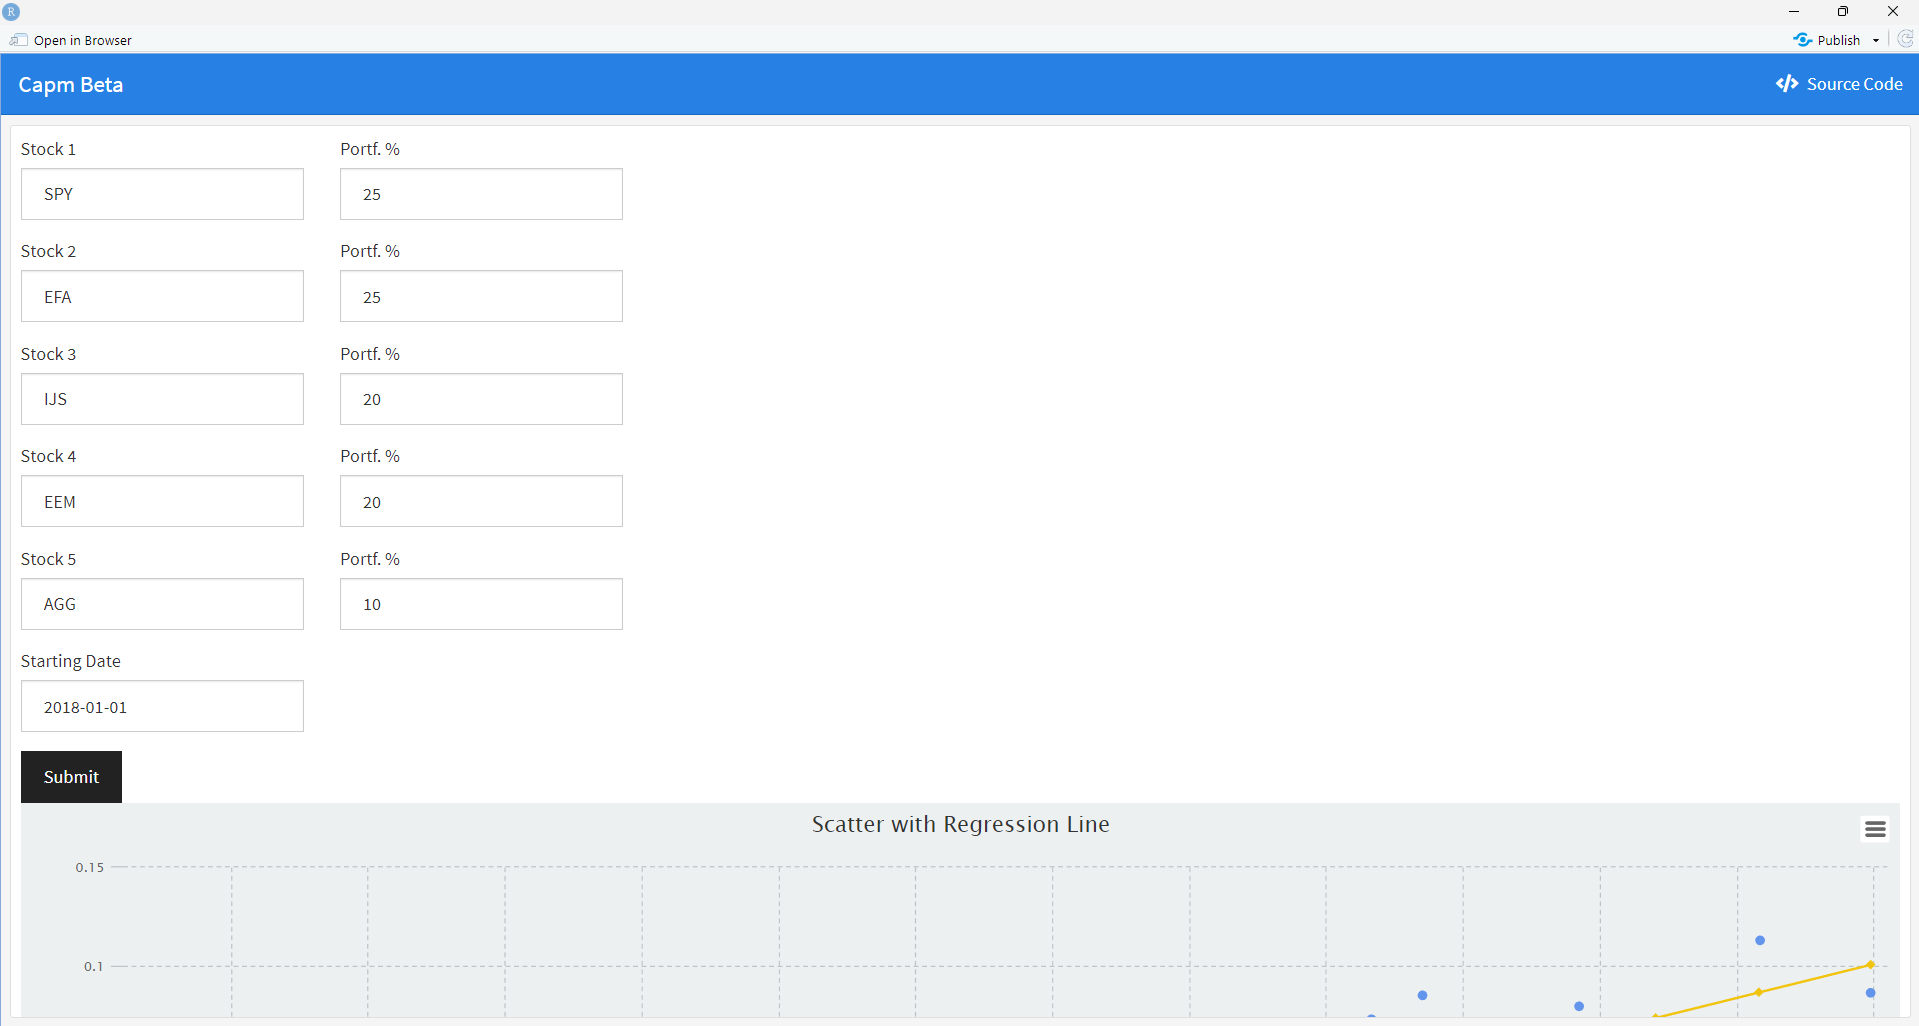 R
Open in Browser Publish
Capm Beta Source Code
Stock 1 Portf. %
SPY 25
Stock 2 Portf. %
EFA 25
Stock 3 Portf. %
IJS 20
Stock 4 Portf. %
EEM 20
Stock 5 Portf. %
AGG 10
Starting Date
2018-01-01
Submit
Scatter with Regression Line
0.15
0.1